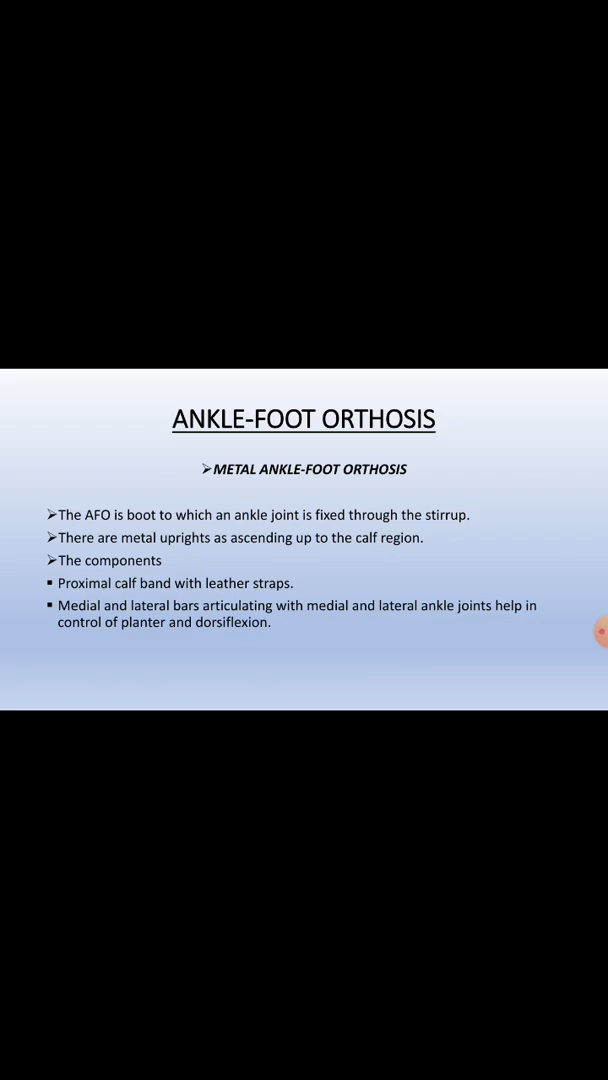 ANKLE-FOOT ORTHOSIS
➢METAL ANKLE-FOOT ORTHOSIS
➢The AFO is boot to which an ankle joint is fixed through the stirrup.
➢There are metal uprights as ascending up to the calf region.
➢The components
▪ Proximal calf band with leather straps.
▪ Medial and lateral bars articulating with medial and lateral ankle joints help in
control of planter and dorsiflexion.